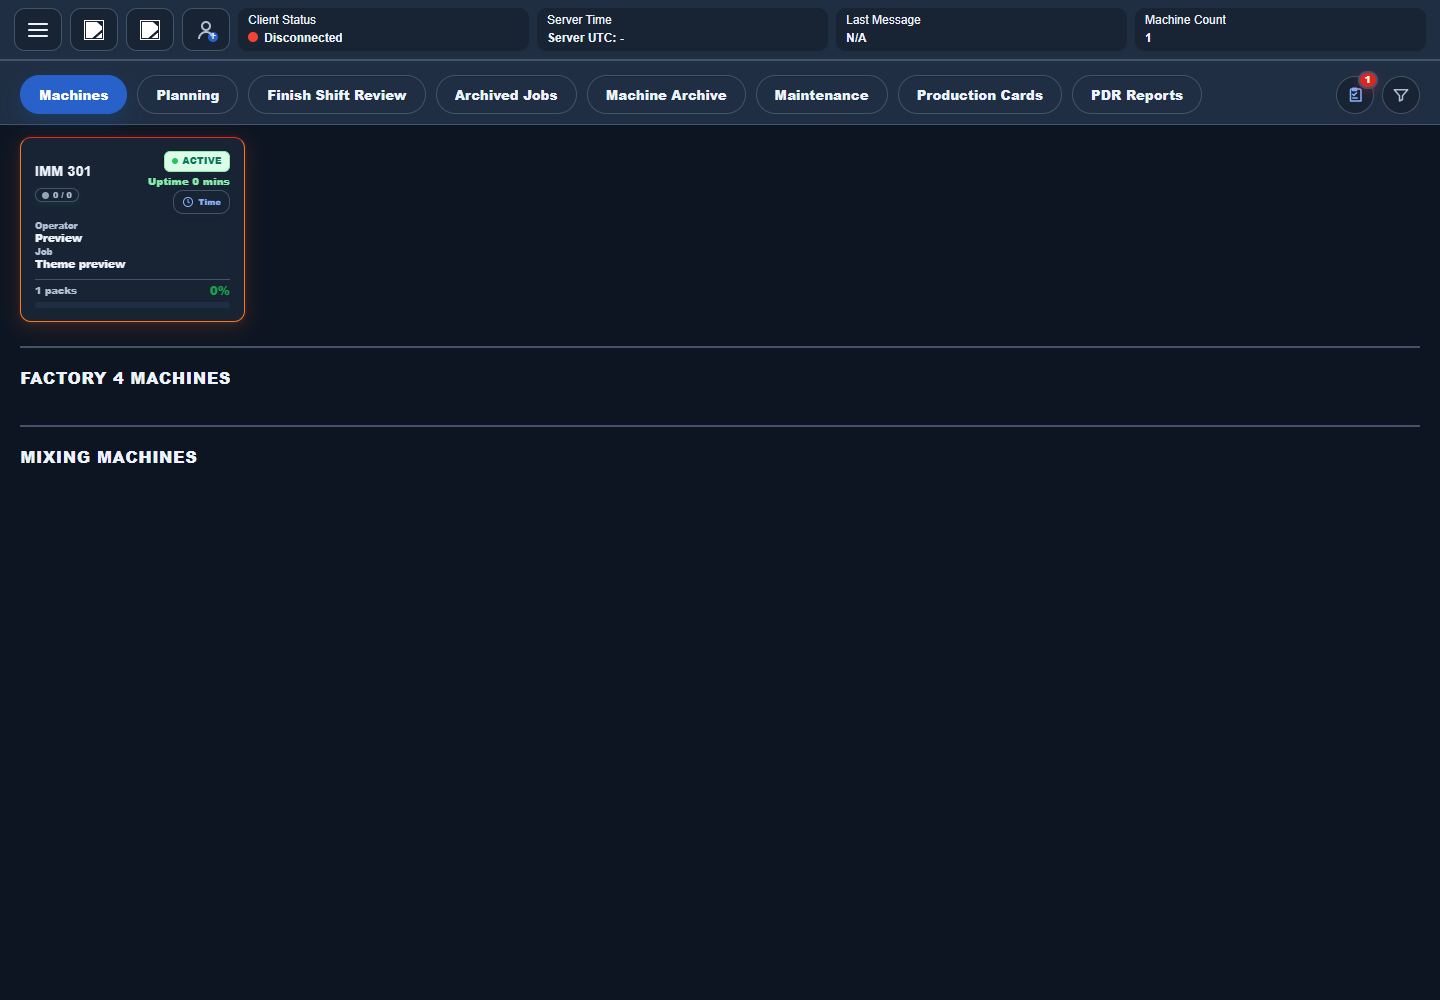 Client Status
Disconnected
Server Time
Server UTC: -
Last Message
N/A
Machine Count
1
Machines
Planning
Finish Shift Review
Archived Jobs
Machine Archive
Maintenance
Production Cards
PDR Reports
1
IMM 301
ACTIVE
Uptime 0 mins
0 / 0
Time
Operator
Preview
Job
Theme preview
1 packs
0%
FACTORY 4 MACHINES
MIXING MACHINES